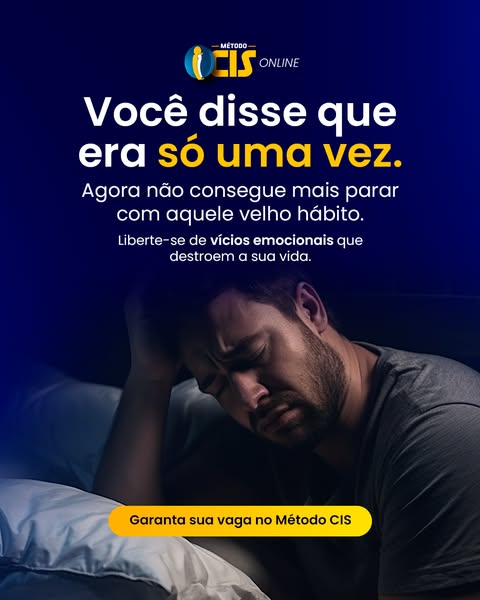 MÉTODO
CIS ONLINE
Você disse que
era só uma vez.
Agora não consegue mais parar
com aquele velho hábito.
Liberte-se de vícios emocionais que
destroem a sua vida.
Garanta sua vaga no Método CIS